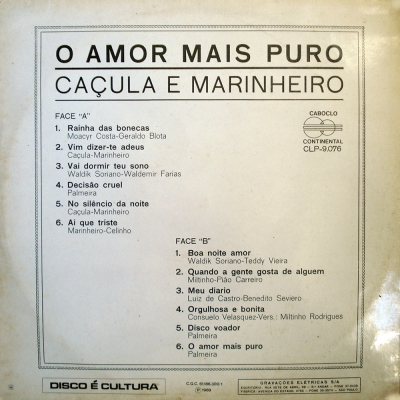 O AMOR MAIS PURO
CAÇULA E MARINHEIRO
FACE "A"
1. Rainha das bonecas
Moacyr Costa-Geraldo Blota
2. Vim dizer-te adeus
Caçula-Marinheiro
3. Vai dormir teu sono
Waldik Soriano-Waldemir Farias
4. Decisão cruel
Palmeira
5. No silêncio da noite
Caçula-Marinheiro
6. Ai que triste
Marinheiro-Celinho
CABOCLO
CONTINENTAL
CLP-9.076
FACE "B"
1. Boa noite amor
Waldik Soriano-Teddy Vieira
2. Quando a gente gosta de alguem
Miltinho-Pião Carreiro
3. Meu diario
Luiz de Castro-Benedito Seviero
4. Orgulhosa e bonita
Consuelo Velasquez-Vers.: Miltinho Rodrigues
5. Disco voador
Palmeira
6. O amor mais puro
Palmeira
DISCO É CULTURA
C.G.C.
GRAVAÇÕES ELÉTRICAS S/A